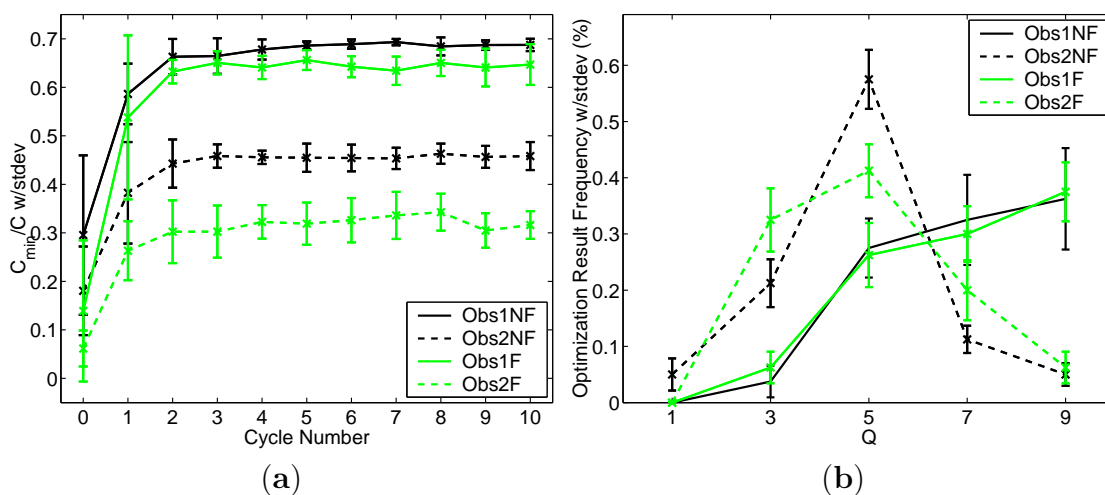 0.7
0.6
0.5
0.4
0.3
0.2
0.1
0
C_min/C w/stdev
0 1 2 3 4 5 6 7 8 9 10
Cycle Number
Obs1NF
Obs2NF
Obs1F
Obs2F
(a)
0.6
0.5
0.4
0.3
0.2
0.1
0
Optimization Result Frequency w/stdev (%)
1 3 5 7 9
Q
Obs1NF
Obs2NF
Obs1F
Obs2F
(b)